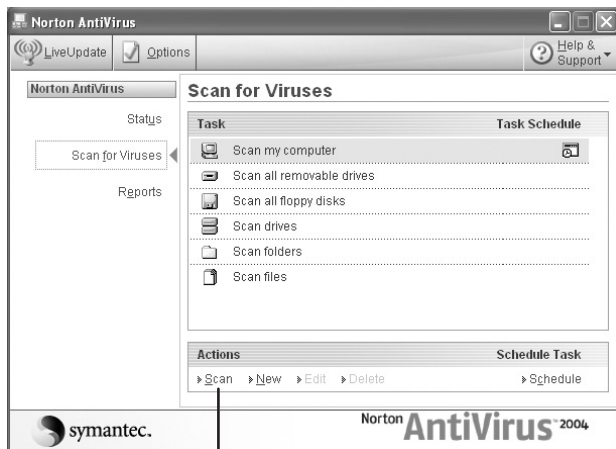 Norton AntiVirus
LiveUpdate Options Help & Support
Norton AntiVirus
Status
Scan for Viruses
Reports
Scan for Viruses
Task Task Schedule
Scan my computer
Scan all removable drives
Scan all floppy disks
Scan drives
Scan folders
Scan files
Actions Schedule Task
Scan New Edit Delete Schedule
symantec.
Norton AntiVirus™ 2004